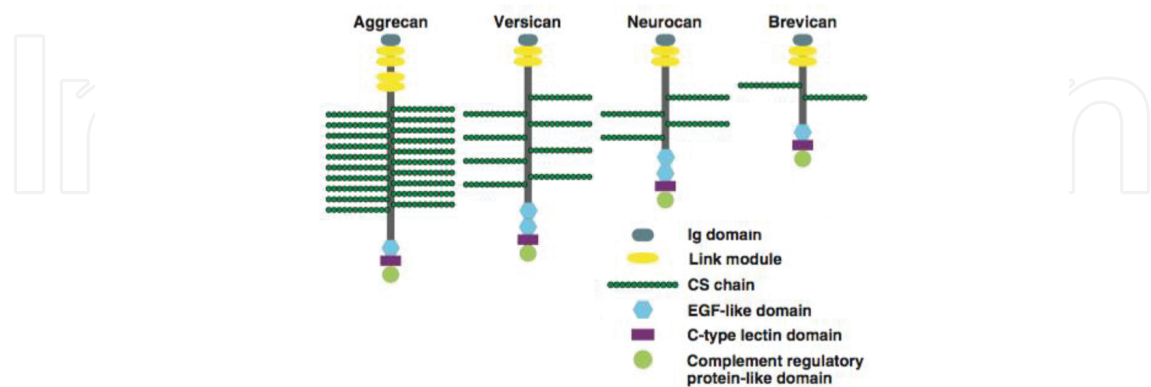 Aggrecan
Versican
Neurocan
Brevican
Ig domain
Link module
CS chain
EGF-like domain
C-type lectin domain
Complement regulatory
protein-like domain